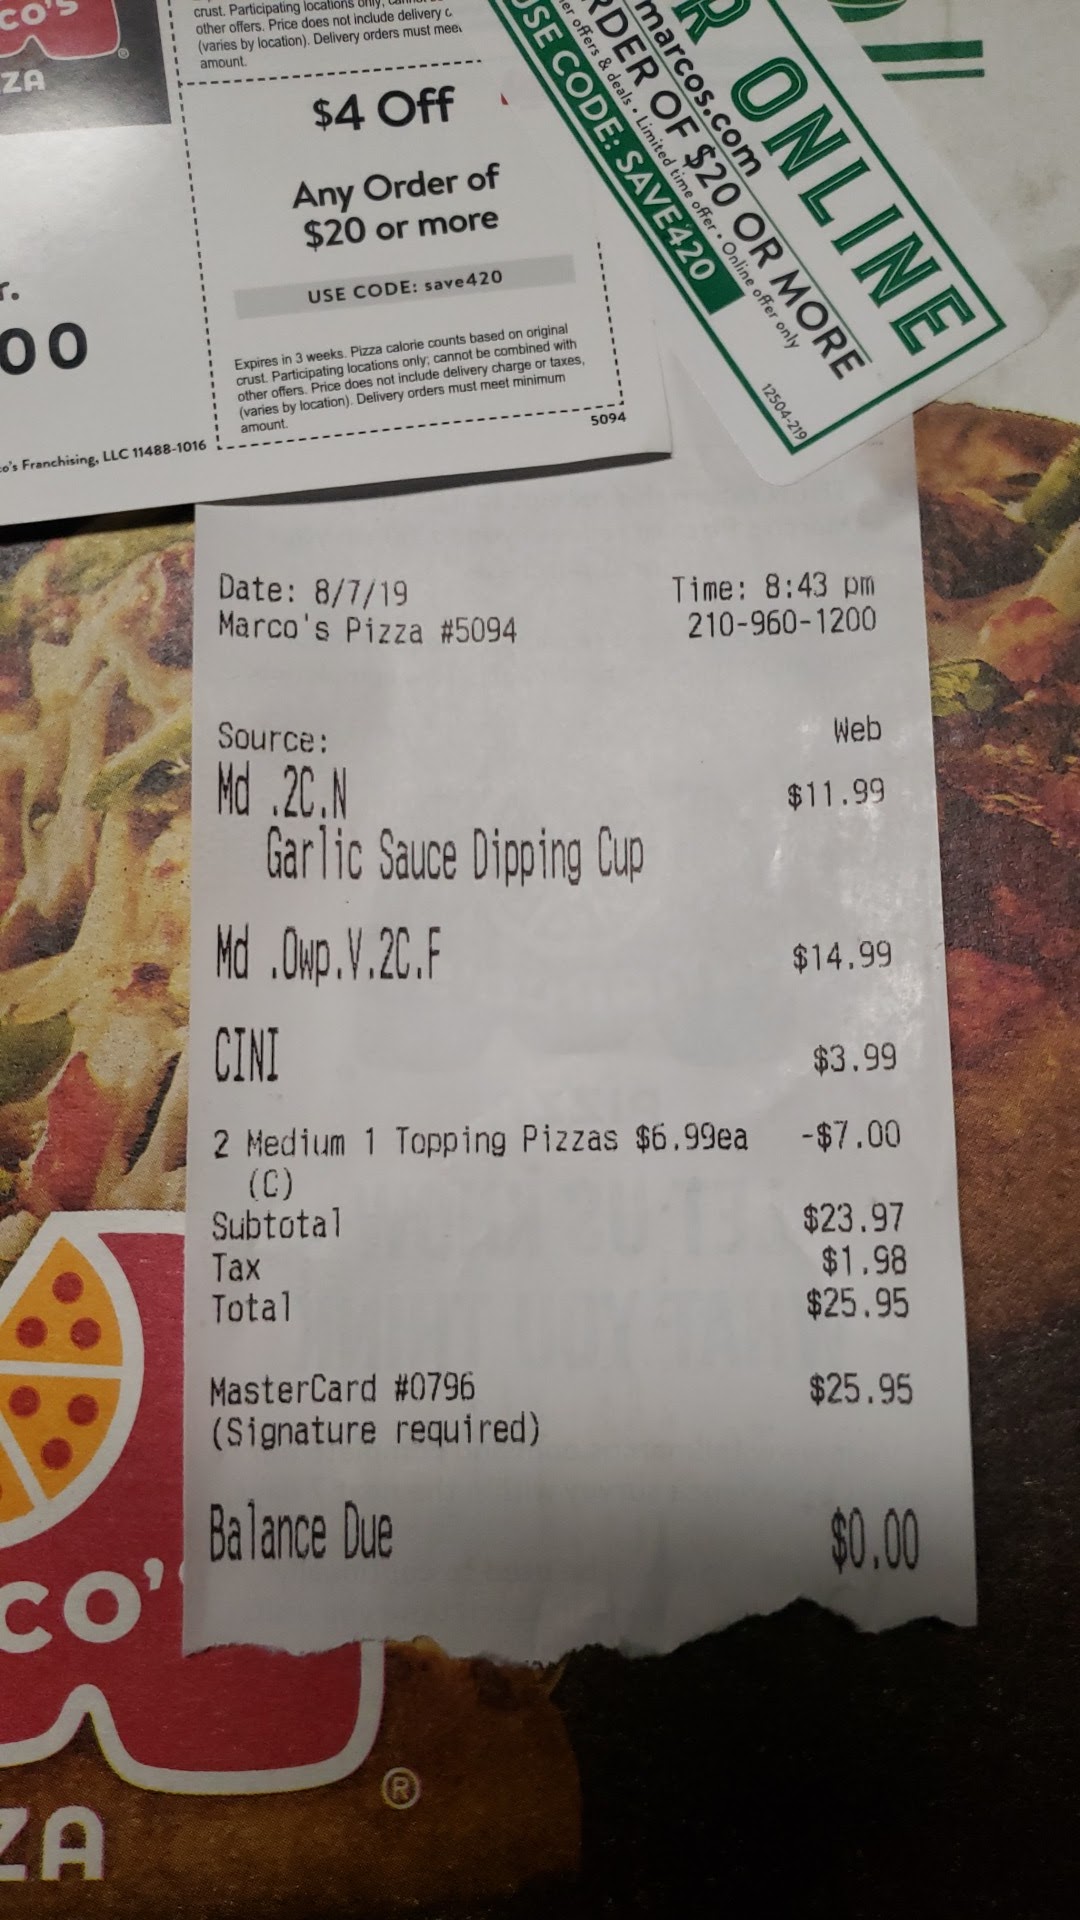 co's
®
ZZA
crust. Participating locations only,
other offers. Price does not include delivery c
(varies by location). Delivery orders must mee
amount.
$4 Off
Any Order of
$20 or more
USE CODE: save420
Expires in 3 weeks. Pizza calorie counts based on original
crust. Participating locations only; cannot be combined with
other offers. Price does not include delivery charge or taxes,
(varies by location). Delivery orders must meet minimum
amount.
5094
r.
00
co's Franchising, LLC 11488-1016
R ONLINE
marcos.com
RDER OF $20 OR MORE
er offers & deals • Limited time offer • Online offer only
USE CODE: SAVE420
12504-219
Date: 8/7/19 Time: 8:43 pm
Marco's Pizza #5094 210-960-1200
Source: Web
Md .2C.N $11.99
Garlic Sauce Dipping Cup
Md .Owp.V.2C.F $14.99
CINI $3.99
2 Medium 1 Topping Pizzas $6.99ea -$7.00
(C)
Subtotal $23.97
Tax $1.98
Total $25.95
MasterCard #0796 $25.95
(Signature required)
Balance Due $0.00
CO'
®
ZA